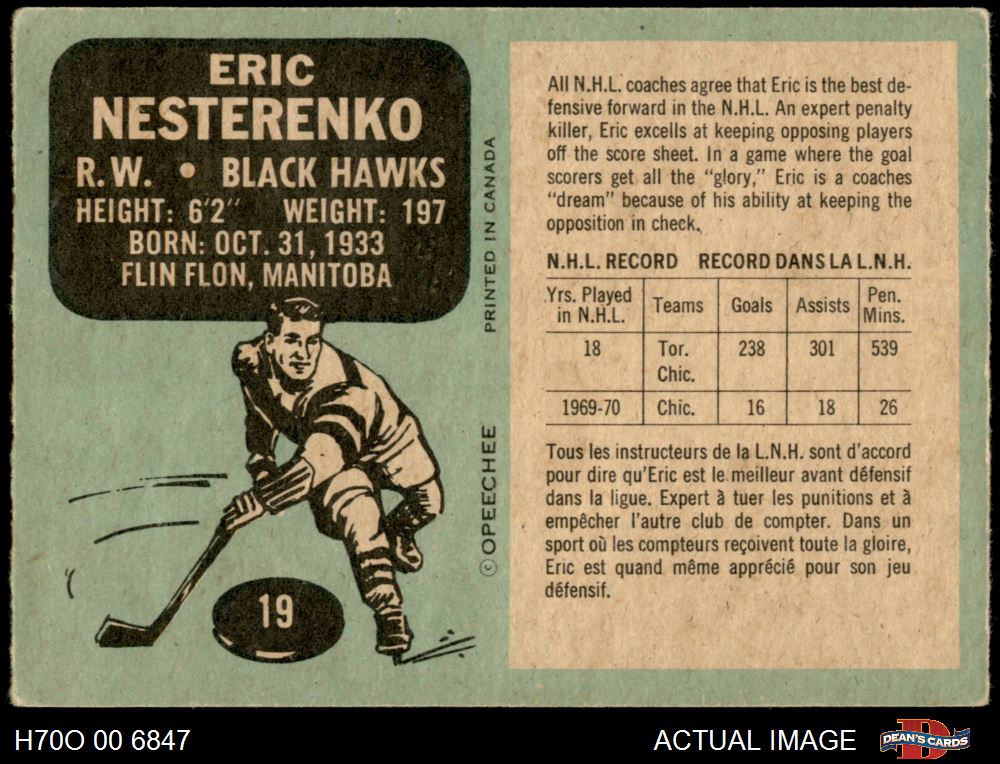 ERIC
NESTERENKO
R.W. • BLACK HAWKS
HEIGHT: 6'2" WEIGHT: 197
BORN: OCT. 31, 1933
FLIN FLON, MANITOBA
19
PRINTED IN CANADA
©OPEECHEE
All N.H.L. coaches agree that Eric is the best de-
fensive forward in the N.H.L. An expert penalty
killer, Eric excells at keeping opposing players
off the score sheet. In a game where the goal
scorers get all the "glory," Eric is a coaches
"dream" because of his ability at keeping the
opposition in check.
N.H.L. RECORD RECORD DANS LA L.N.H.
Yrs. Played in N.H.L. Teams Goals Assists Pen. Mins.
18 Tor. 238 301 539
Chic.
1969-70 Chic. 16 18 26
Tous les instructeurs de la L.N.H. sont d'accord
pour dire qu'Eric est le meilleur avant défensif
dans la ligue. Expert à tuer les punitions et à
empêcher l'autre club de compter. Dans un
sport où les compteurs reçoivent toute la gloire,
Eric est quand même apprécié pour son jeu
défensif.
H70O 00 6847
ACTUAL IMAGE
D
DEAN'S CARDS